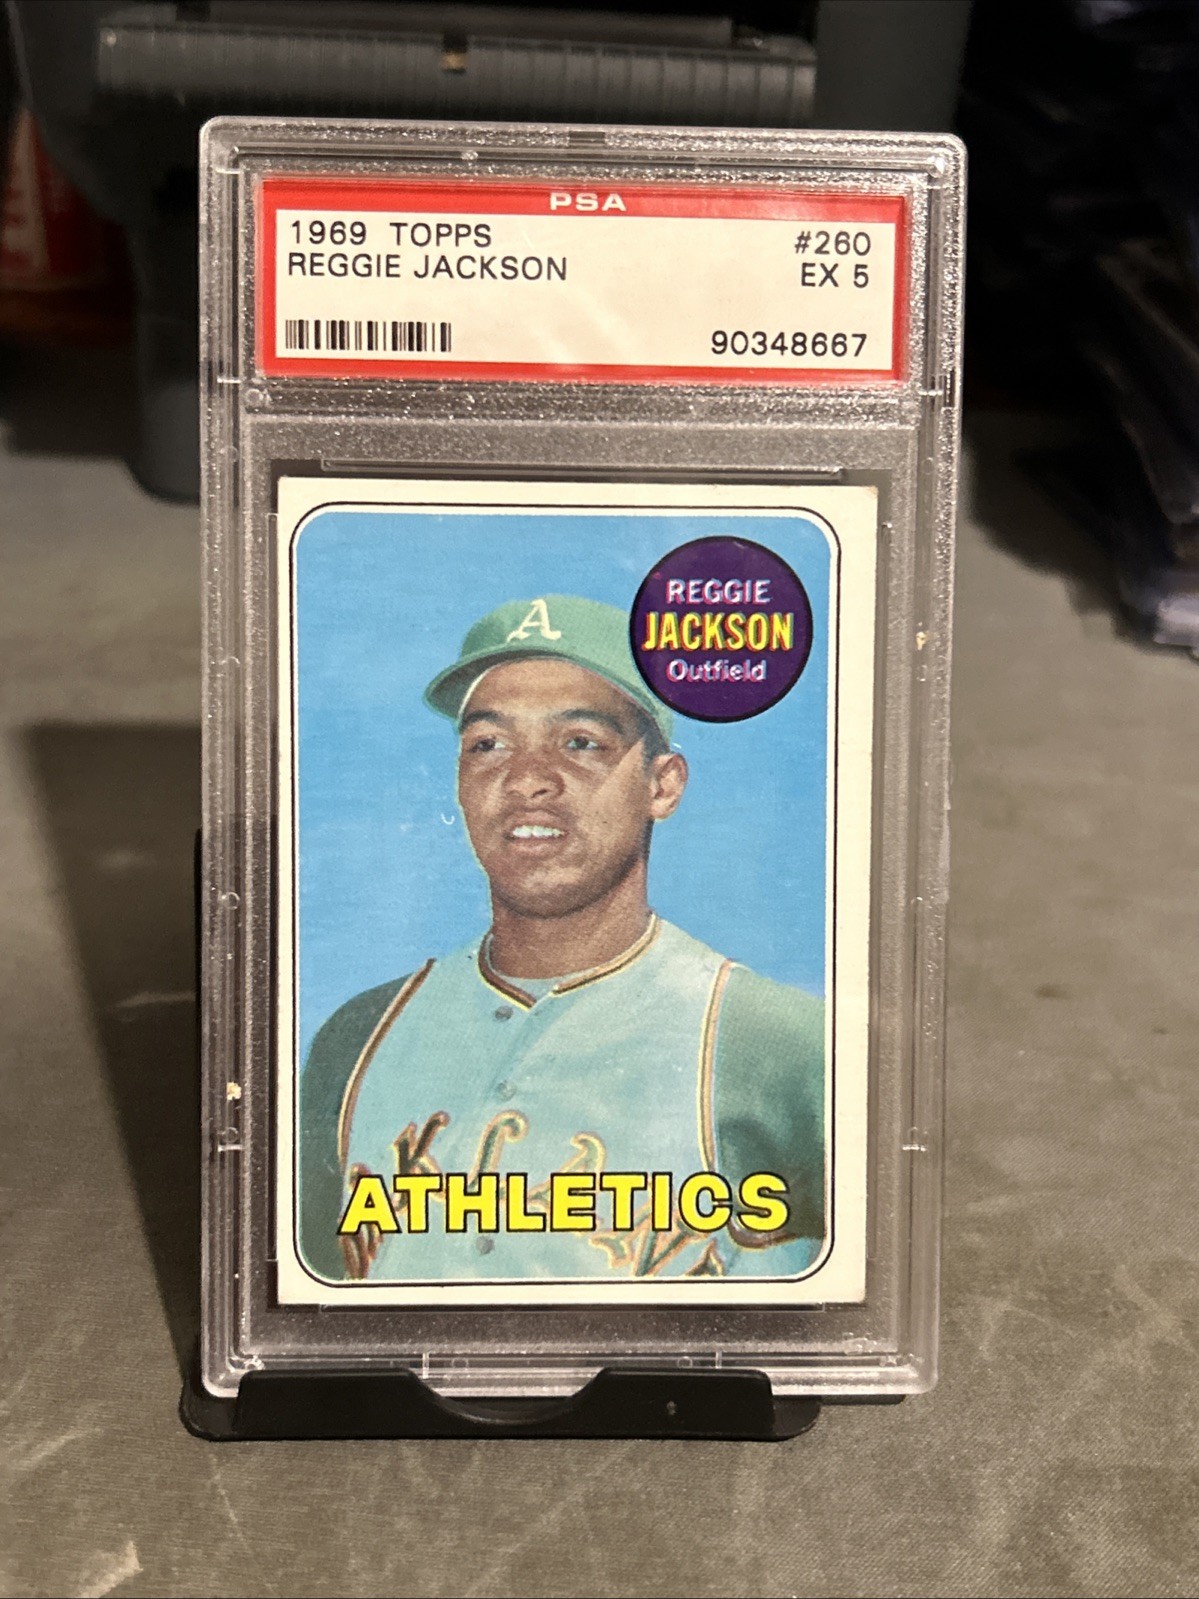 PSA
1969 TOPPS #260
REGGIE JACKSON EX 5
90348667
A
REGGIE
JACKSON
Outfield
ATHLETICS